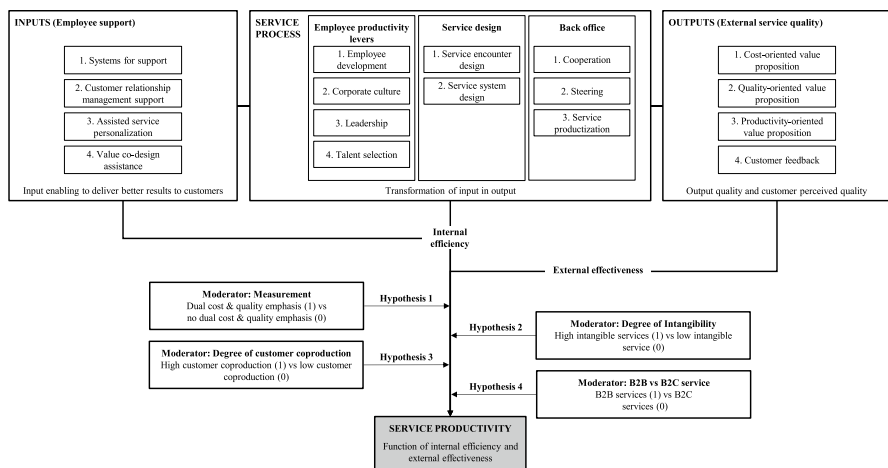 INPUTS (Employee support)
1. Systems for support
2. Customer relationship
management support
3. Assisted service
personalization
4. Value co-design
assistance
Input enabling to deliver better results to customers
SERVICE
PROCESS
Employee productivity
levers
1. Employee
development
2. Corporate culture
3. Leadership
4. Talent selection
Service design
1. Service encounter
design
2. Service system
design
Back office
1. Cooperation
2. Steering
3. Service
productization
Transformation of input in output
OUTPUTS (External service quality)
1. Cost-oriented value
proposition
2. Quality-oriented value
proposition
3. Productivity-oriented
value proposition
4. Customer feedback
Output quality and customer perceived quality
Internal
efficiency
External effectiveness
Moderator: Measurement
Dual cost & quality emphasis (1) vs
no dual cost & quality emphasis (0)
Hypothesis 1
Hypothesis 2
Moderator: Degree of Intangibility
High intangible services (1) vs low intangible
service (0)
Moderator: Degree of customer coproduction
High customer coproduction (1) vs low customer
coproduction (0)
Hypothesis 3
Hypothesis 4
Moderator: B2B vs B2C service
B2B services (1) vs B2C
services (0)
SERVICE PRODUCTIVITY
Function of internal efficiency and
external effectiveness